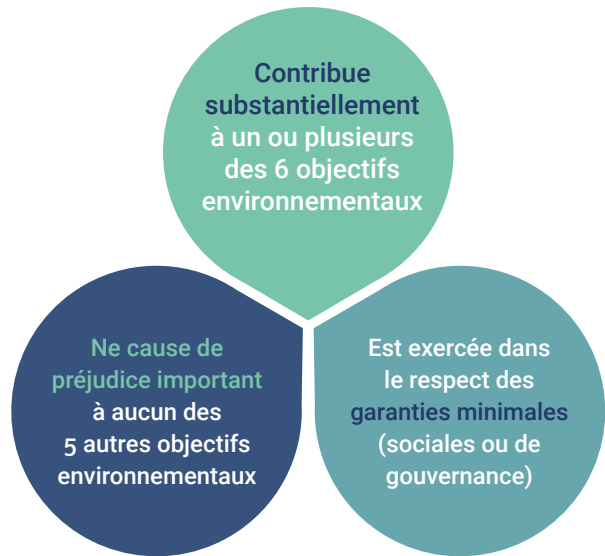 Contribue
substantiellement
à un ou plusieurs
des 6 objectifs
environnementaux
Ne cause de
préjudice important
à aucun des
5 autres objectifs
environnementaux
Est exercée dans
le respect des
garanties minimales
(sociales ou de
gouvernance)